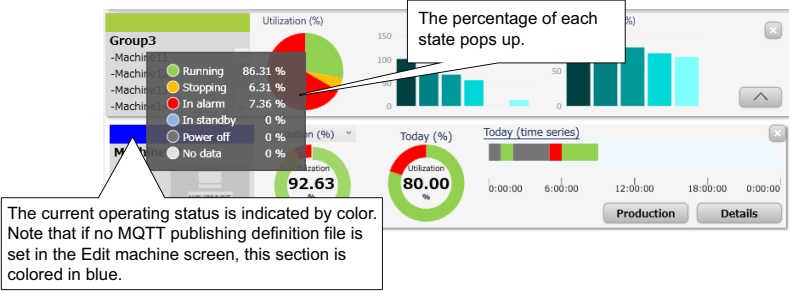 The percentage of each
state pops up.
Utilization (%)
%)
Group3
-Machine11
-Machine12
-Machine13
-Machine14
150
100
50
0
50
0
Running 86.31 %
Stopping 6.31 %
In alarm 7.36 %
In standby 0 %
Power off 0 %
No data 0 %
(%)
Today (%)
Today (time series)
Utilization
92.63
%
Utilization
80.00
%
0:00:00 6:00:00 12:00:00 18:00:00 0:00:00
Production Details
The current operating status is indicated by color.
Note that if no MQTT publishing definition file is
set in the Edit machine screen, this section is
colored in blue.